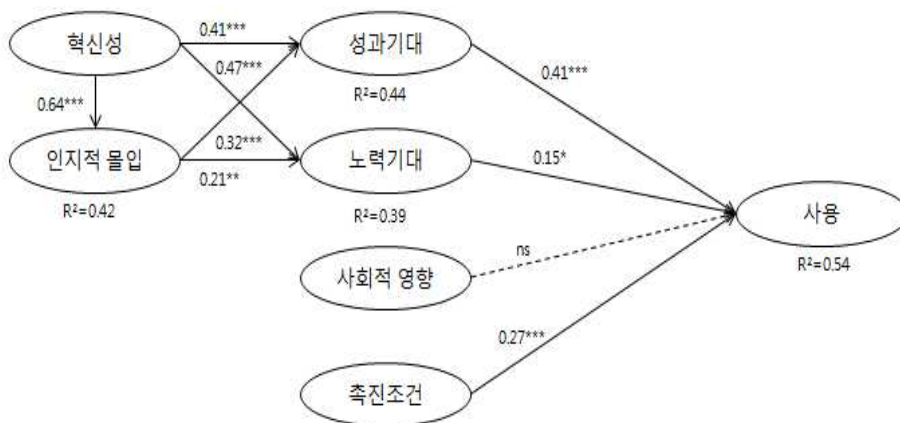 혁신성
0.41***
성과기대
0.47***
0.41***
R²=0.44
0.64***
0.32***
인지적 몰입
노력기대
0.15*
0.21**
R²=0.42
R²=0.39
사용
ns
사회적 영향
R²=0.54
0.27***
촉진조건